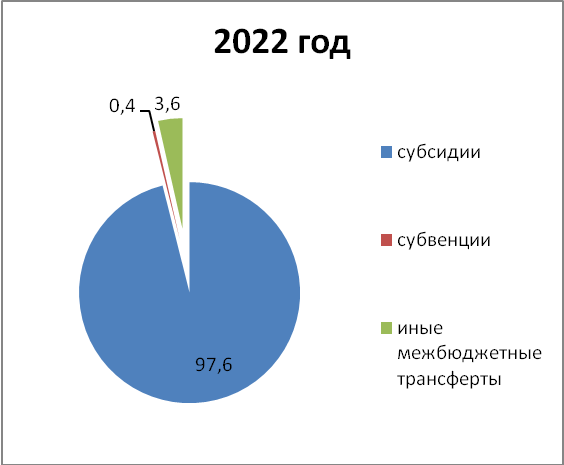 2022 год
0,4
3,6
97,6
субсидии
субвенции
иные
межбюджетные
трансферты